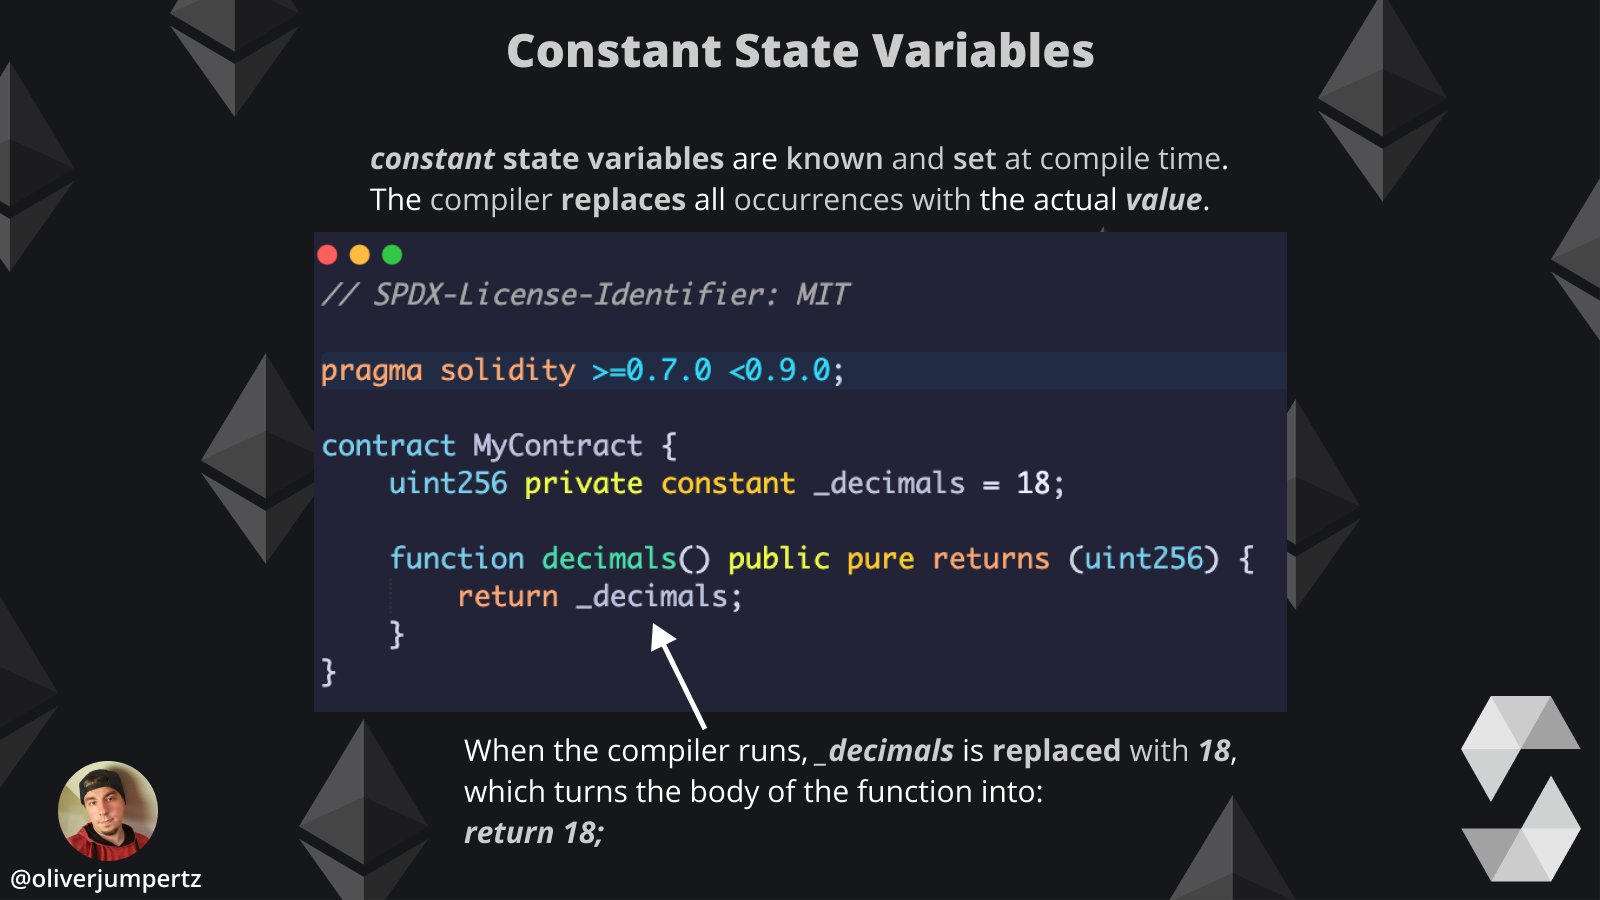 Constant State Variables
constant state variables are known and set at compile time.
The compiler replaces all occurrences with the actual value.
// SPDX-License-Identifier: MIT
pragma solidity >=0.7.0 <0.9.0;
contract MyContract {
    uint256 private constant _decimals = 18;
    function decimals() public pure returns (uint256) {
        return _decimals;
    }
}
When the compiler runs, _decimals is replaced with 18,
which turns the body of the function into:
return 18;
@oliverjumpertz